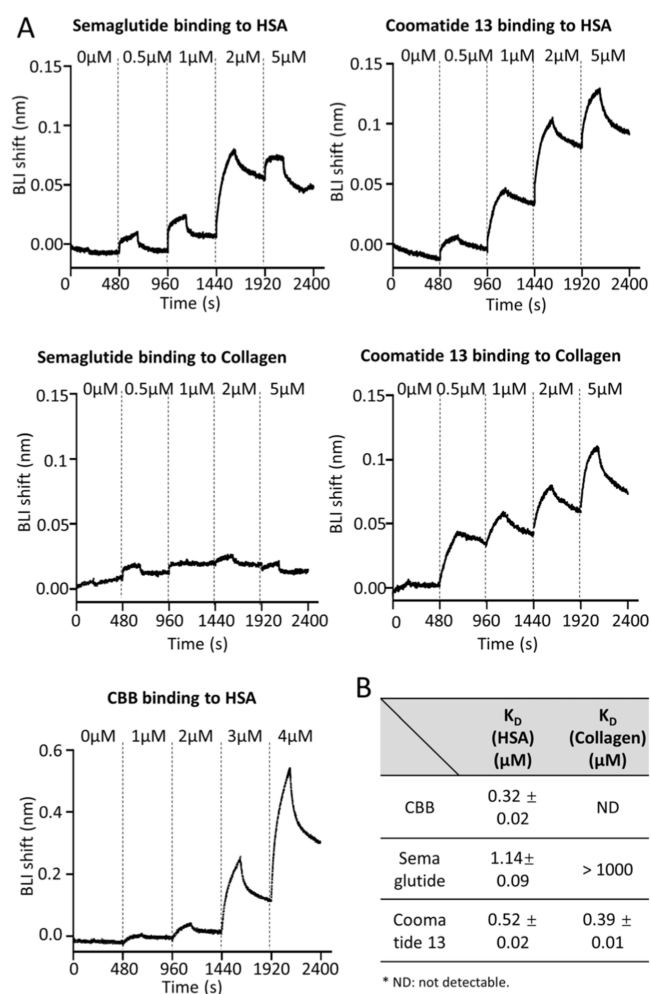 A
Semaglutide binding to HSA
0µM 0.5µM 1µM 2µM 5µM
0.15
0.1
0.05
0.00
BLI shift (nm)
0 480 960 1440 1920 2400
Time (s)
Coomatide 13 binding to HSA
0µM 0.5µM 1µM 2µM 5µM
0.15
0.1
0.05
0.00
BLI shift (nm)
0 480 960 1440 1920 2400
Time (s)
Semaglutide binding to Collagen
0µM 0.5µM 1µM 2µM 5µM
0.15
0.1
0.05
0.00
BLI shift (nm)
0 480 960 1440 1920 2400
Time (s)
Coomatide 13 binding to Collagen
0µM 0.5µM 1µM 2µM 5µM
0.15
0.1
0.05
0.00
BLI shift (nm)
0 480 960 1440 1920 2400
Time (s)
CBB binding to HSA
0µM 1µM 2µM 3µM 4µM
0.6
0.4
0.2
0.0
BLI shift (nm)
0 480 960 1440 1920 2400
Time (s)
B
K_D K_D
(HSA) (Collagen)
(µM) (µM)
CBB 0.32 ± 0.02 ND
Sema glutide 1.14± 0.09 > 1000
Cooma tide 13 0.52 ± 0.02 0.39 ± 0.01
* ND: not detectable.